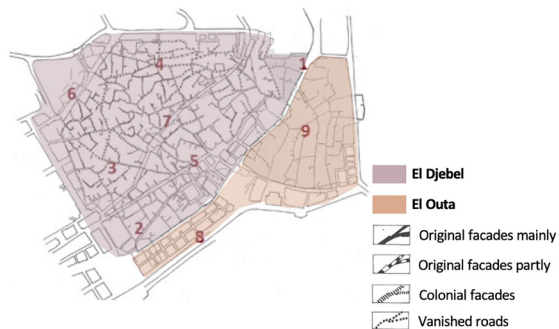 4
1
6
7
9
3
5
2
8
El Djebel
El Outa
Original facades mainly
Original facades partly
Colonial facades
Vanished roads